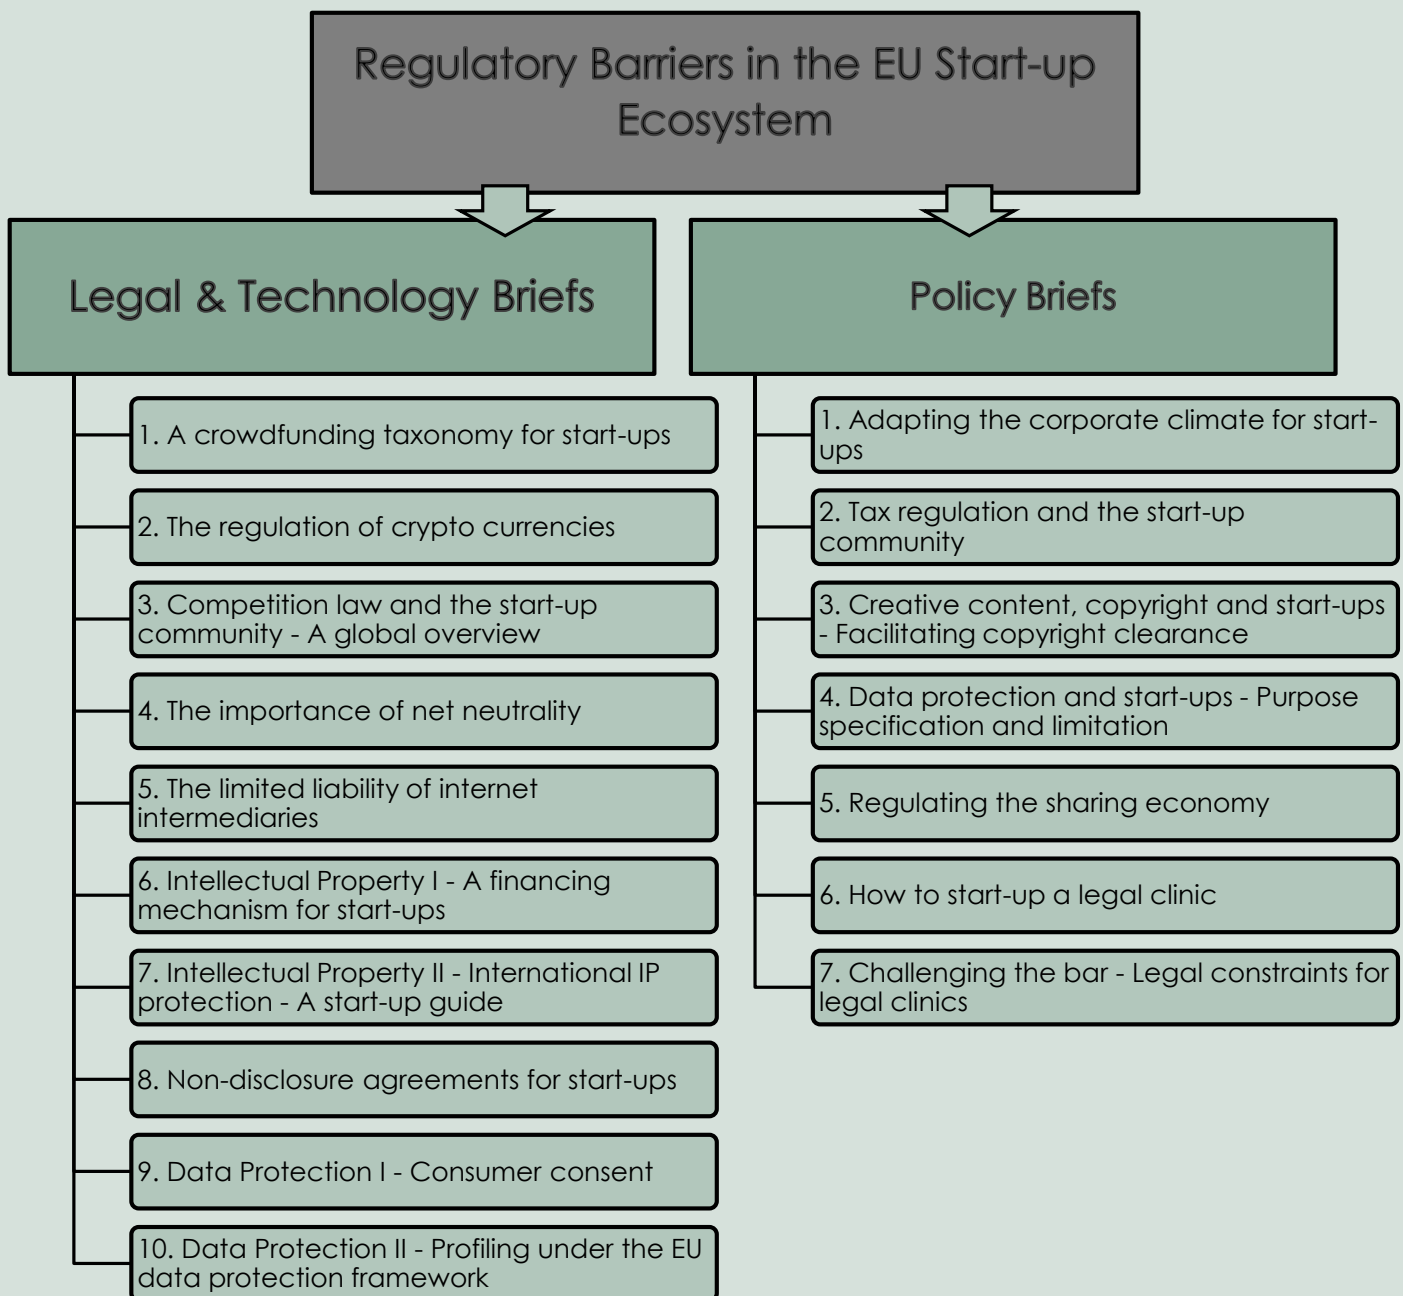 Regulatory Barriers in the EU Start-up
Ecosystem
Legal & Technology Briefs
1. A crowdfunding taxonomy for start-ups
2. The regulation of crypto currencies
3. Competition law and the start-up
community - A global overview
4. The importance of net neutrality
5. The limited liability of internet
intermediaries
6. Intellectual Property I - A financing
mechanism for start-ups
7. Intellectual Property II - International IP
protection - A start-up guide
8. Non-disclosure agreements for start-ups
9. Data Protection I - Consumer consent
10. Data Protection II - Profiling under the EU
data protection framework
Policy Briefs
1. Adapting the corporate climate for start-
ups
2. Tax regulation and the start-up
community
3. Creative content, copyright and start-ups
- Facilitating copyright clearance
4. Data protection and start-ups - Purpose
specification and limitation
5. Regulating the sharing economy
6. How to start-up a legal clinic
7. Challenging the bar - Legal constraints for
legal clinics